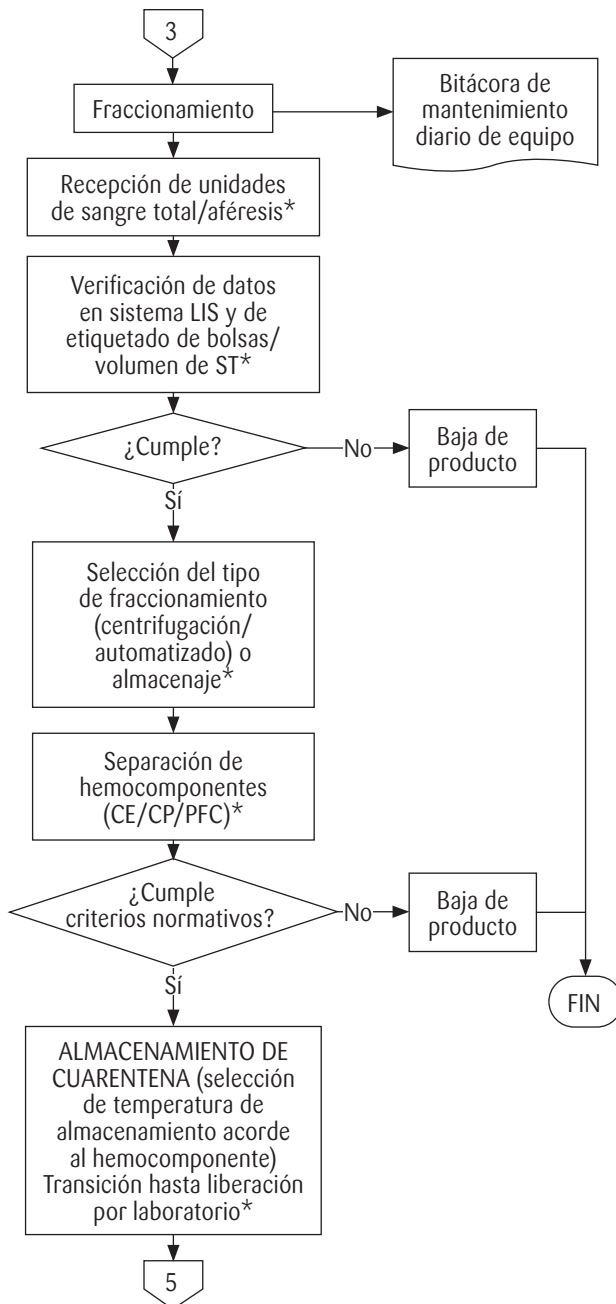 3
Fraccionamiento
Bitácora de
mantenimiento
diario de equipo
Recepción de unidades
de sangre total/aféresis*
Verificación de datos
en sistema LIS y de
etiquetado de bolsas/
volumen de ST*
¿Cumple?
No
Baja de
producto
Sí
Selección del tipo
de fraccionamiento
(centrifugación/
automatizado) o
almacenaje*
Separación de
hemocomponentes
(CE/CP/PFC)*
¿Cumple
criterios normativos?
No
Baja de
producto
Sí
FIN
ALMACENAMIENTO DE
CUARENTENA (selección
de temperatura de
almacenamiento acorde
al hemocomponente)
Transición hasta liberación
por laboratorio*
5